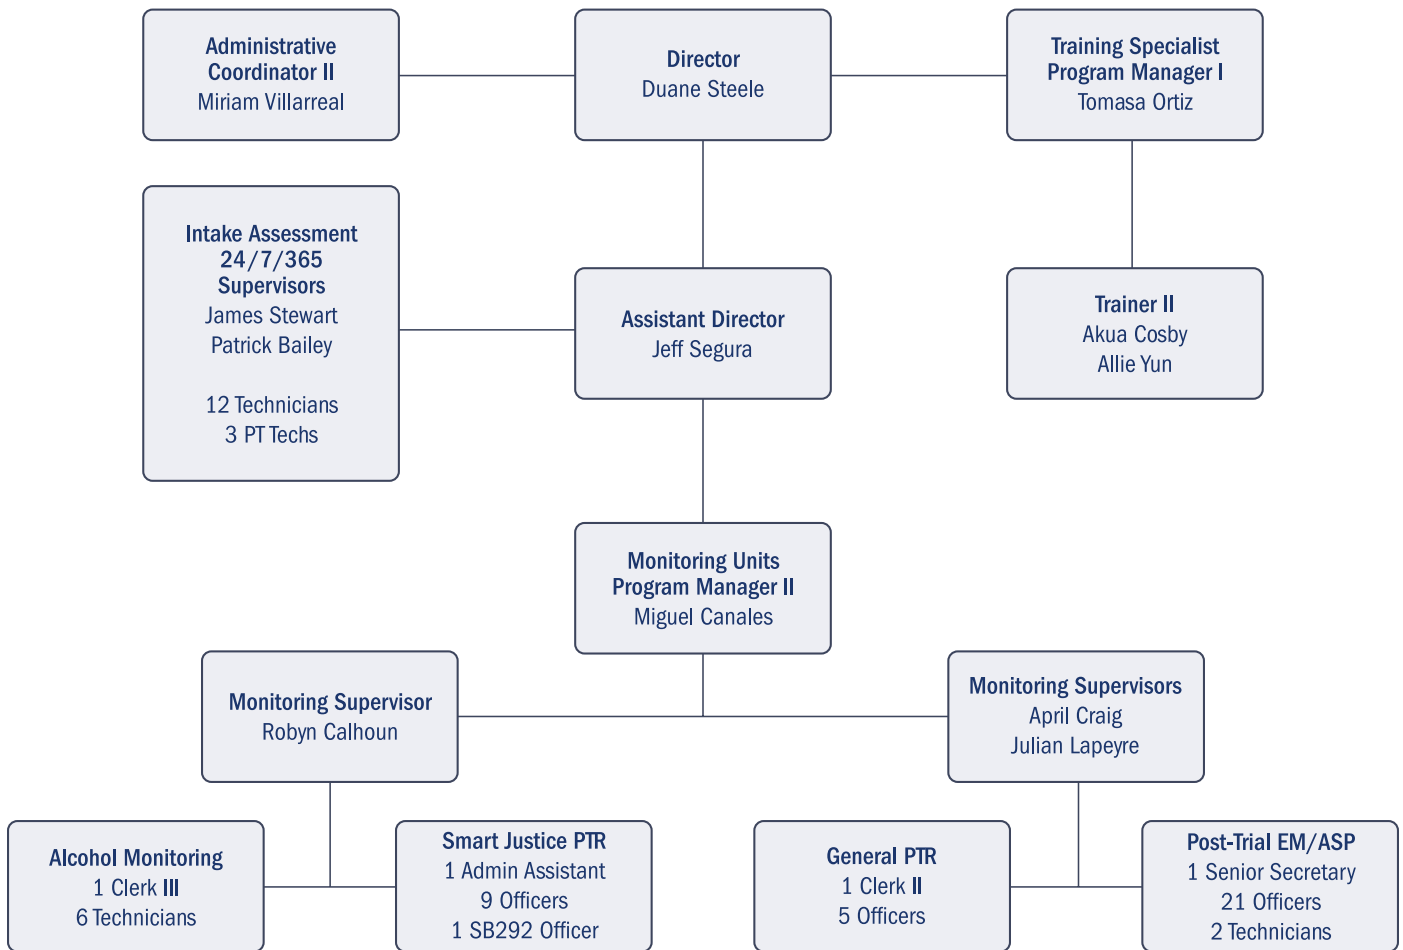 Administrative
Coordinator II
Miriam Villarreal
Director
Duane Steele
Training Specialist
Program Manager I
Tomasa Ortiz
Intake Assessment
24/7/365
Supervisors
James Stewart
Patrick Bailey
12 Technicians
3 PT Techs
Assistant Director
Jeff Segura
Trainer II
Akua Cosby
Allie Yun
Monitoring Units
Program Manager II
Miguel Canales
Monitoring Supervisor
Robyn Calhoun
Monitoring Supervisors
April Craig
Julian Lapeyre
Alcohol Monitoring
1 Clerk III
6 Technicians
Smart Justice PTR
1 Admin Assistant
9 Officers
1 SB292 Officer
General PTR
1 Clerk II
5 Officers
Post-Trial EM/ASP
1 Senior Secretary
21 Officers
2 Technicians